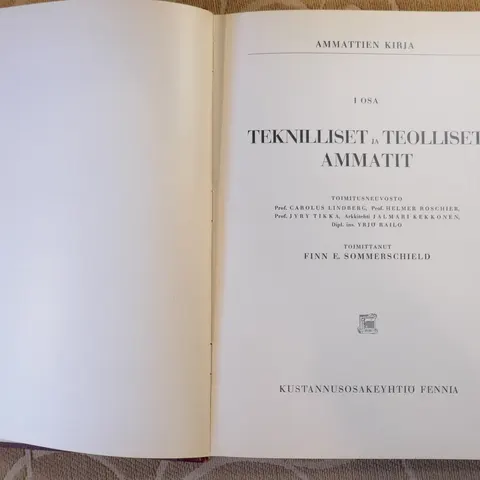 AMMATTIEN KIRJA
I OSA
TEKNILLISET JA TEOLLISET
AMMATIT
TOIMITUSNEUVOSTO
Prof. CAROLUS LINDBERG, Prof. HELMER ROSCHIER,
Prof. JYRY TIKKA, Arkkitehti JALMARI KEKKONEN,
Dipl. ins. YRJÖ RAILO
TOIMITTANUT
FINN E. SOMMERSCHIELD
KUSTANNUSOSAKEYHTIÖ FENNIA